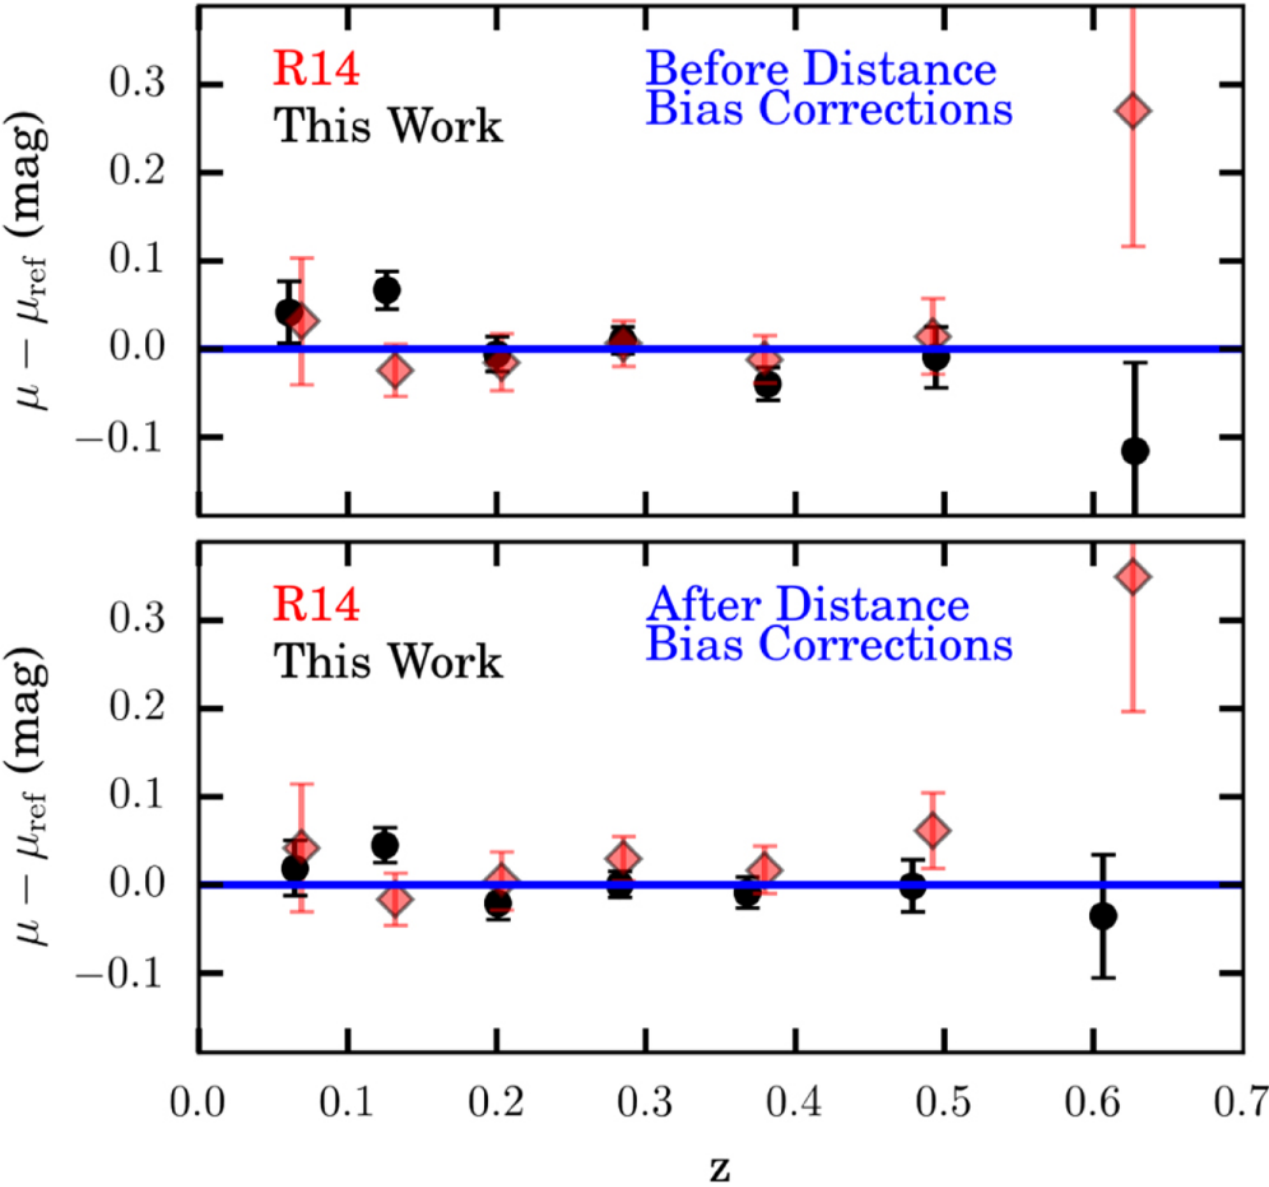 R14
This Work
Before Distance
Bias Corrections
0.3
0.2
0.1
0.0
−0.1
μ − μref (mag)
R14
This Work
After Distance
Bias Corrections
0.3
0.2
0.1
0.0
−0.1
μ − μref (mag)
0.0 0.1 0.2 0.3 0.4 0.5 0.6 0.7
z